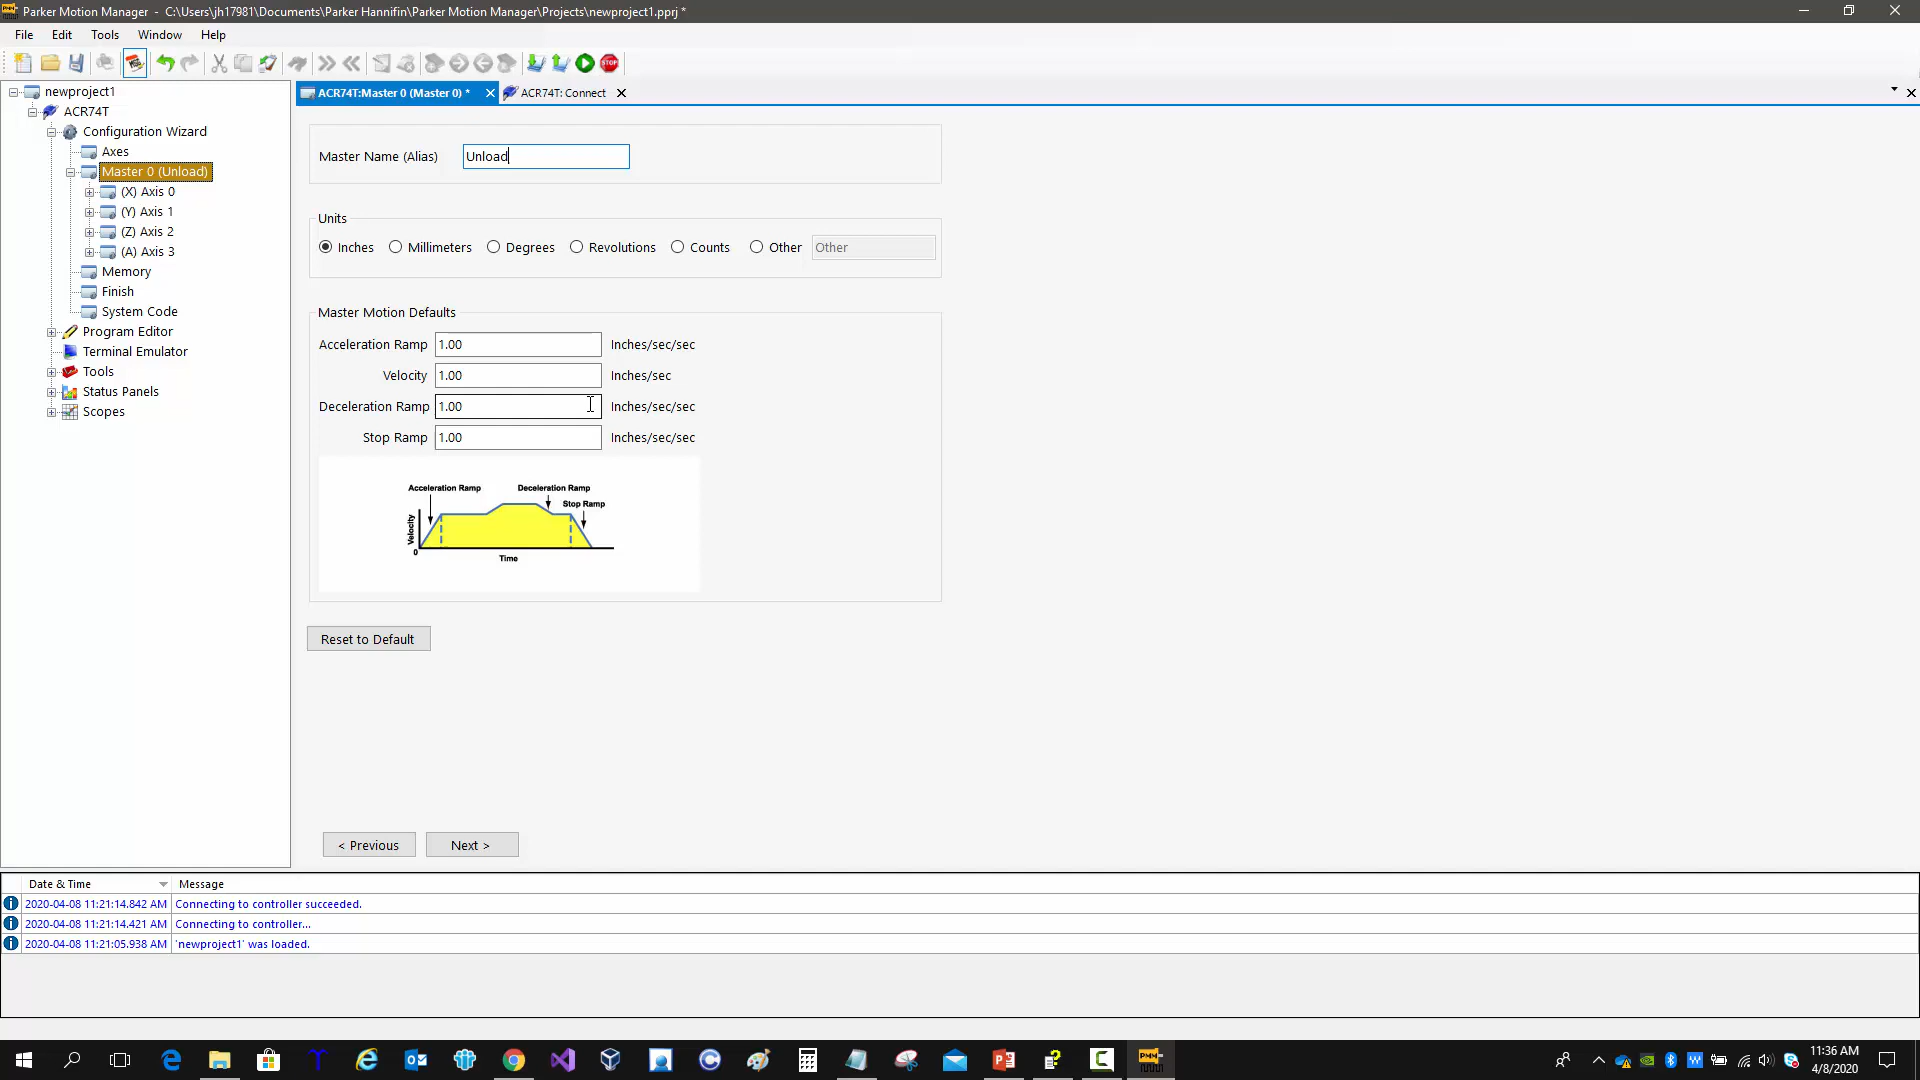 Parker Motion Manager - C:\Users\jh17981\Documents\Parker Hannifin\Parker Motion Manager\Projects\newproject1.pprj *
File Edit Tools Window Help
newproject1
ACR74T
Configuration Wizard
Axes
Master 0 (Unload)
(X) Axis 0
(Y) Axis 1
(Z) Axis 2
(A) Axis 3
Memory
Finish
System Code
Program Editor
Terminal Emulator
Tools
Status Panels
Scopes
ACR74T:Master 0 (Master 0) * ACR74T: Connect
Master Name (Alias) Unload
Units
Inches Millimeters Degrees Revolutions Counts Other Other
Master Motion Defaults
Acceleration Ramp 1.00 Inches/sec/sec
Velocity 1.00 Inches/sec
Deceleration Ramp 1.00 Inches/sec/sec
Stop Ramp 1.00 Inches/sec/sec
Acceleration Ramp Deceleration Ramp
Stop Ramp
Velocity
0
Time
Reset to Default
< Previous Next >
Date & Time Message
2020-04-08 11:21:14.842 AM Connecting to controller succeeded.
2020-04-08 11:21:14.421 AM Connecting to controller...
2020-04-08 11:21:05.938 AM 'newproject1' was loaded.
11:36 AM
4/8/2020